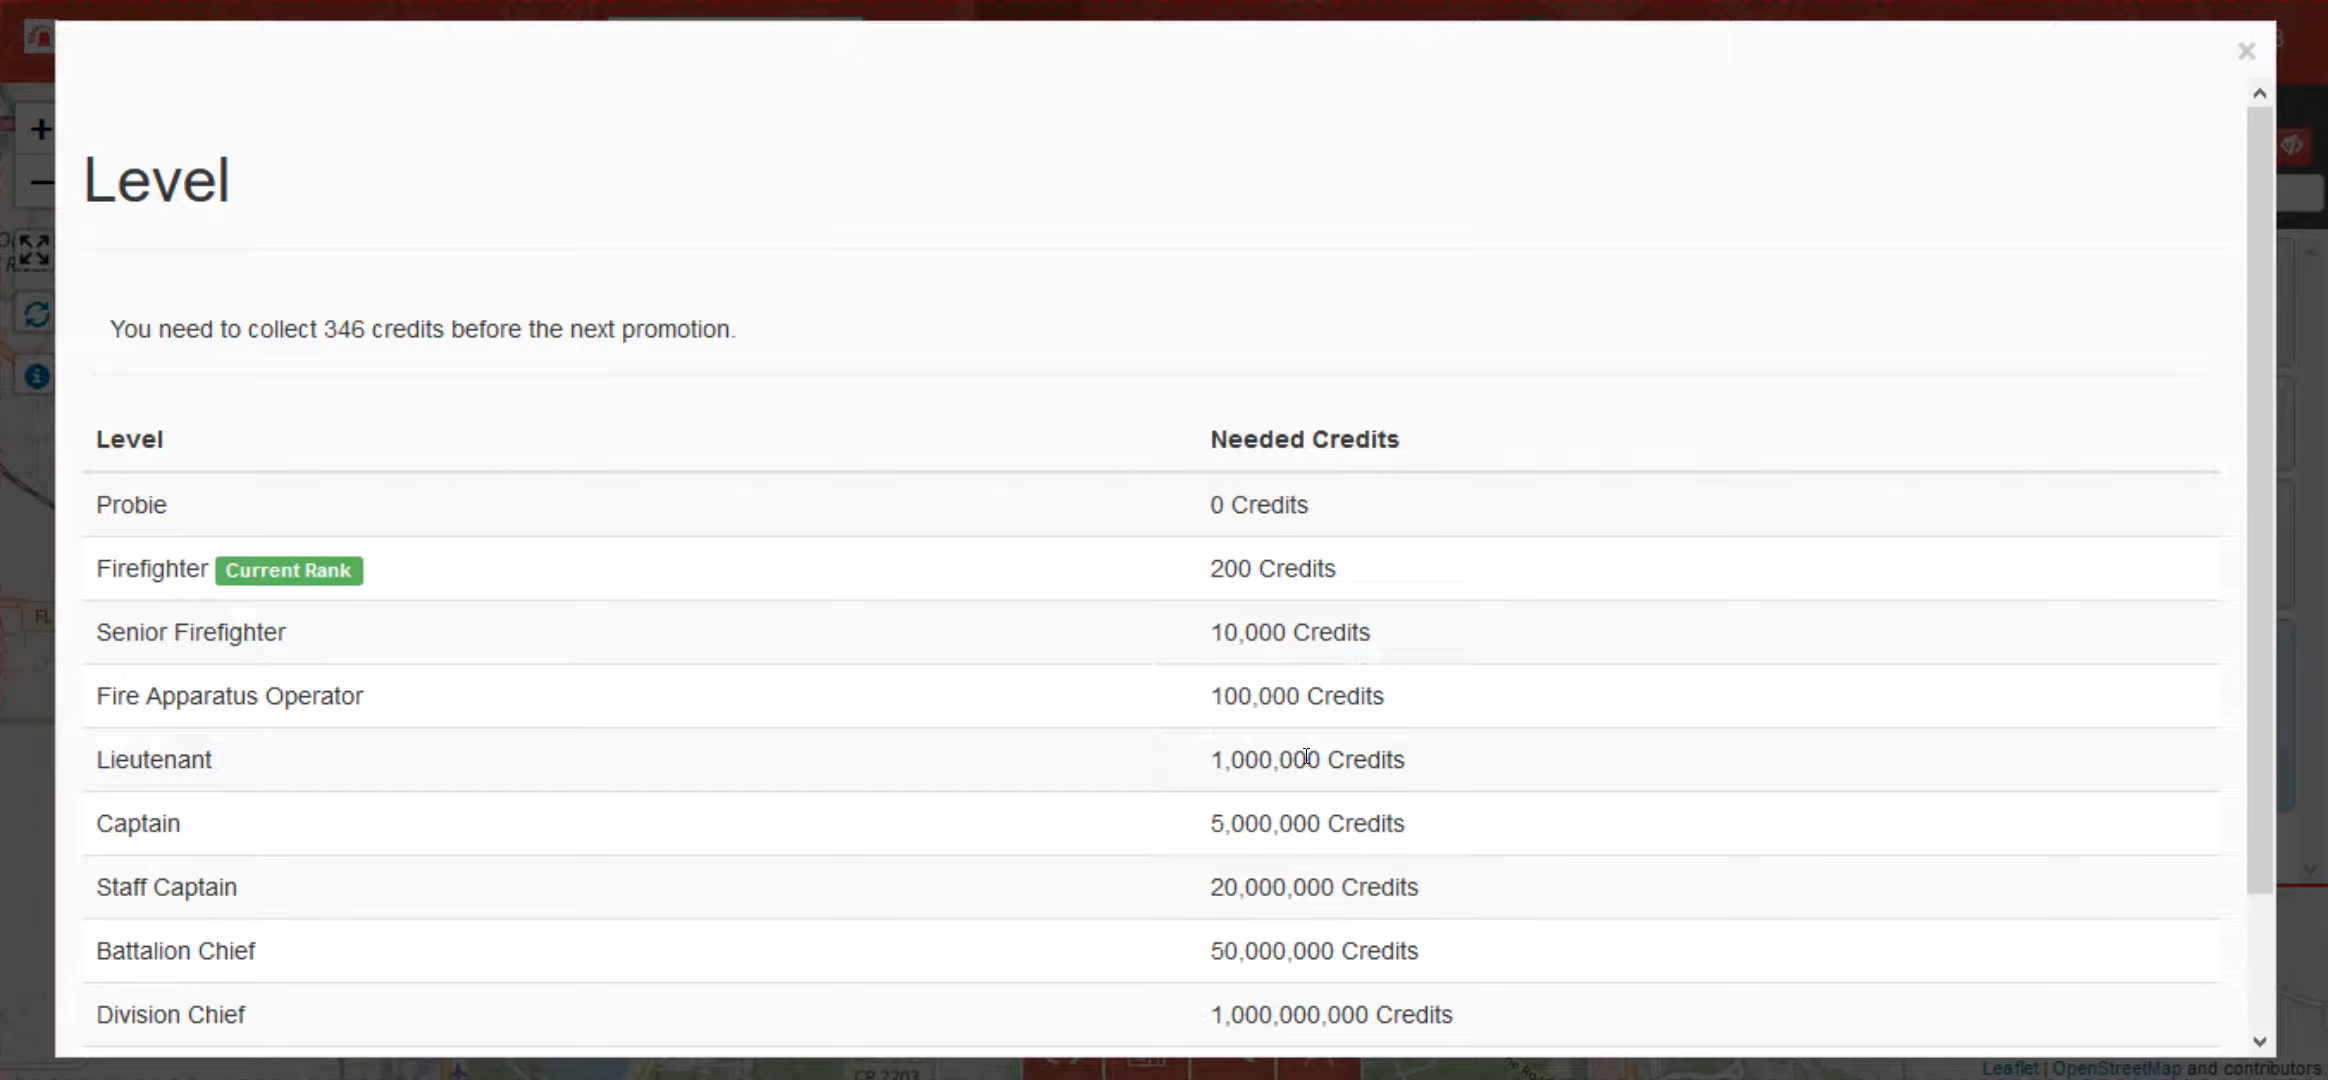 ×
Level
You need to collect 346 credits before the next promotion.
Level Needed Credits
Probie 0 Credits
Firefighter Current Rank 200 Credits
Senior Firefighter 10,000 Credits
Fire Apparatus Operator 100,000 Credits
Lieutenant 1,000,000 Credits
Captain 5,000,000 Credits
Staff Captain 20,000,000 Credits
Battalion Chief 50,000,000 Credits
Division Chief 1,000,000,000 Credits
FL
CR 2203
Leaflet | OpenStreetMap and contributors.